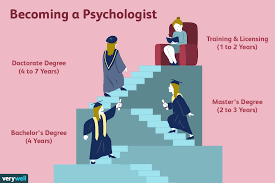 Becoming a Psychologist
Training & Licensing
(1 to 2 Years)
Doctorate Degree
(4 to 7 Years)
Master's Degree
(2 to 3 Years)
Bachelor's Degree
(4 Years)
verywell